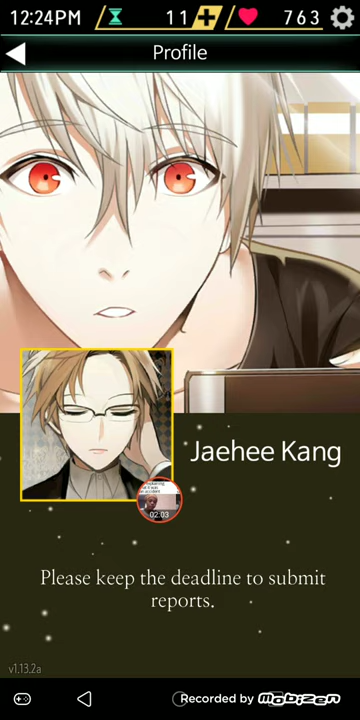 12:24PM 11 763
Profile
Jaehee Kang
02:03
Please keep the deadline to submit
reports.
v1.13.2a
Recorded by mobizen